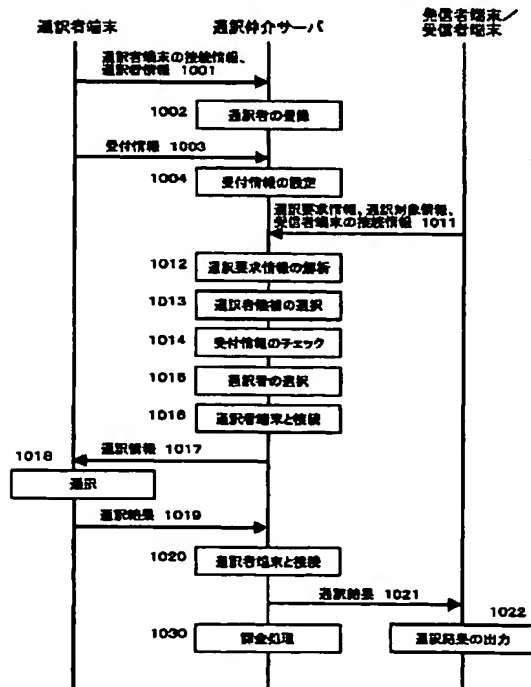 通訳者端末
通訳仲介サーバ
発信者端末／
受信者端末
通訳者端末の接続情報、
通訳者情報 1001
1002
通訳者の登録
受付情報 1003
1004
受付情報の設定
通訳要求情報,通訳対象情報、
受信者端末の接続情報 1011
1012
通訳要求情報の解析
1013
通訳者候補の選択
1014
受付情報のチェック
1015
通訳者の選択
1016
通訳者端末と接続
通訳情報 1017
1018
通訳
通訳結果 1019
1020
通訳者端末と接続
通訳結果 1021
1022
通訳結果の出力
1030
課金処理